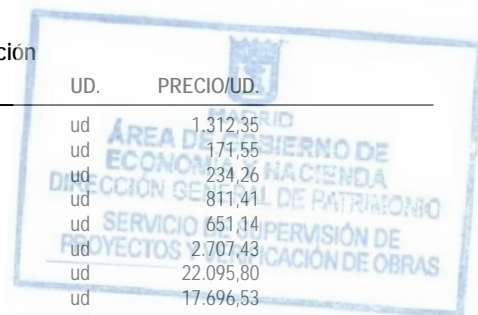 ción
UD. PRECIO/UD.
MADRID
ud 1.312,35
ÁREA DE GOBIERNO DE
ud 171,55
ECONOMÍA Y HACIENDA
ud 234,26
DIRECCIÓN GENERAL DE PATRIMONIO
ud 811,41
SERVICIO DE SUPERVISIÓN DE
ud 651,14
PROYECTOS Y VERIFICACIÓN DE OBRAS
ud 2.707,43
ud 22.095,80
ud 17.696,53